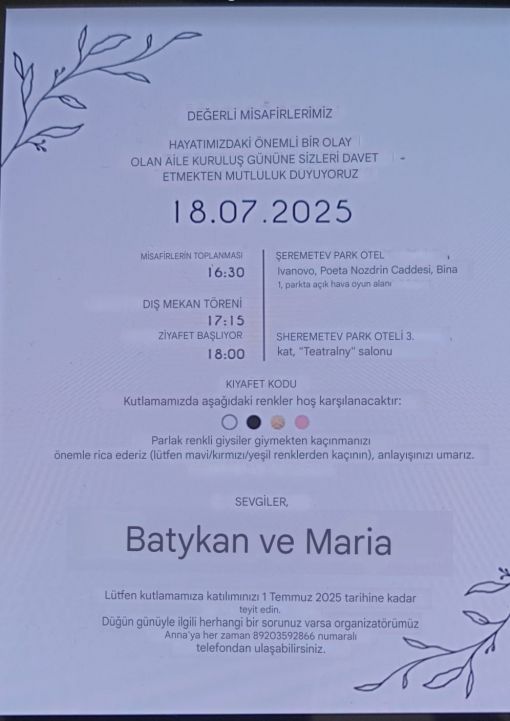 DEĞERLİ MİSAFİRLERİMİZ
HAYATIMIZDAKİ ÖNEMLİ BİR OLAY
OLAN AİLE KURULUŞ GÜNÜNE SİZLERİ DAVET
ETMEKTEN MUTLULUK DUYUYORUZ
18.07.2025
MİSAFİRLERİN TOPLANMASI
16:30
ŞEREMETEV PARK OTEL
Ivanovo, Poeta Nozdrin Caddesi, Bina
1, parkta açık hava oyun alanı
DIŞ MEKAN TÖRENİ
17:15
ZİYAFET BAŞLIYOR
18:00
SHEREMETEV PARK OTELİ 3.
kat, "Teatralny" salonu
KIYAFET KODU
Kutlamamızda aşağıdaki renkler hoş karşılanacaktır:
Parlak renkli giysiler giymekten kaçınmanızı
önemle rica ederiz (lütfen mavi/kırmızı/yeşil renklerden kaçının), anlayışınızı umarız.
SEVGİLER,
Batykan ve Maria
Lütfen kutlamamıza katılımınızı 1 Temmuz 2025 tarihine kadar
teyit edin.
Düğün günüyle ilgili herhangi bir sorunuz varsa organizatörümüz
Anna'ya her zaman 89203592866 numaralı
telefondan ulaşabilirsiniz.